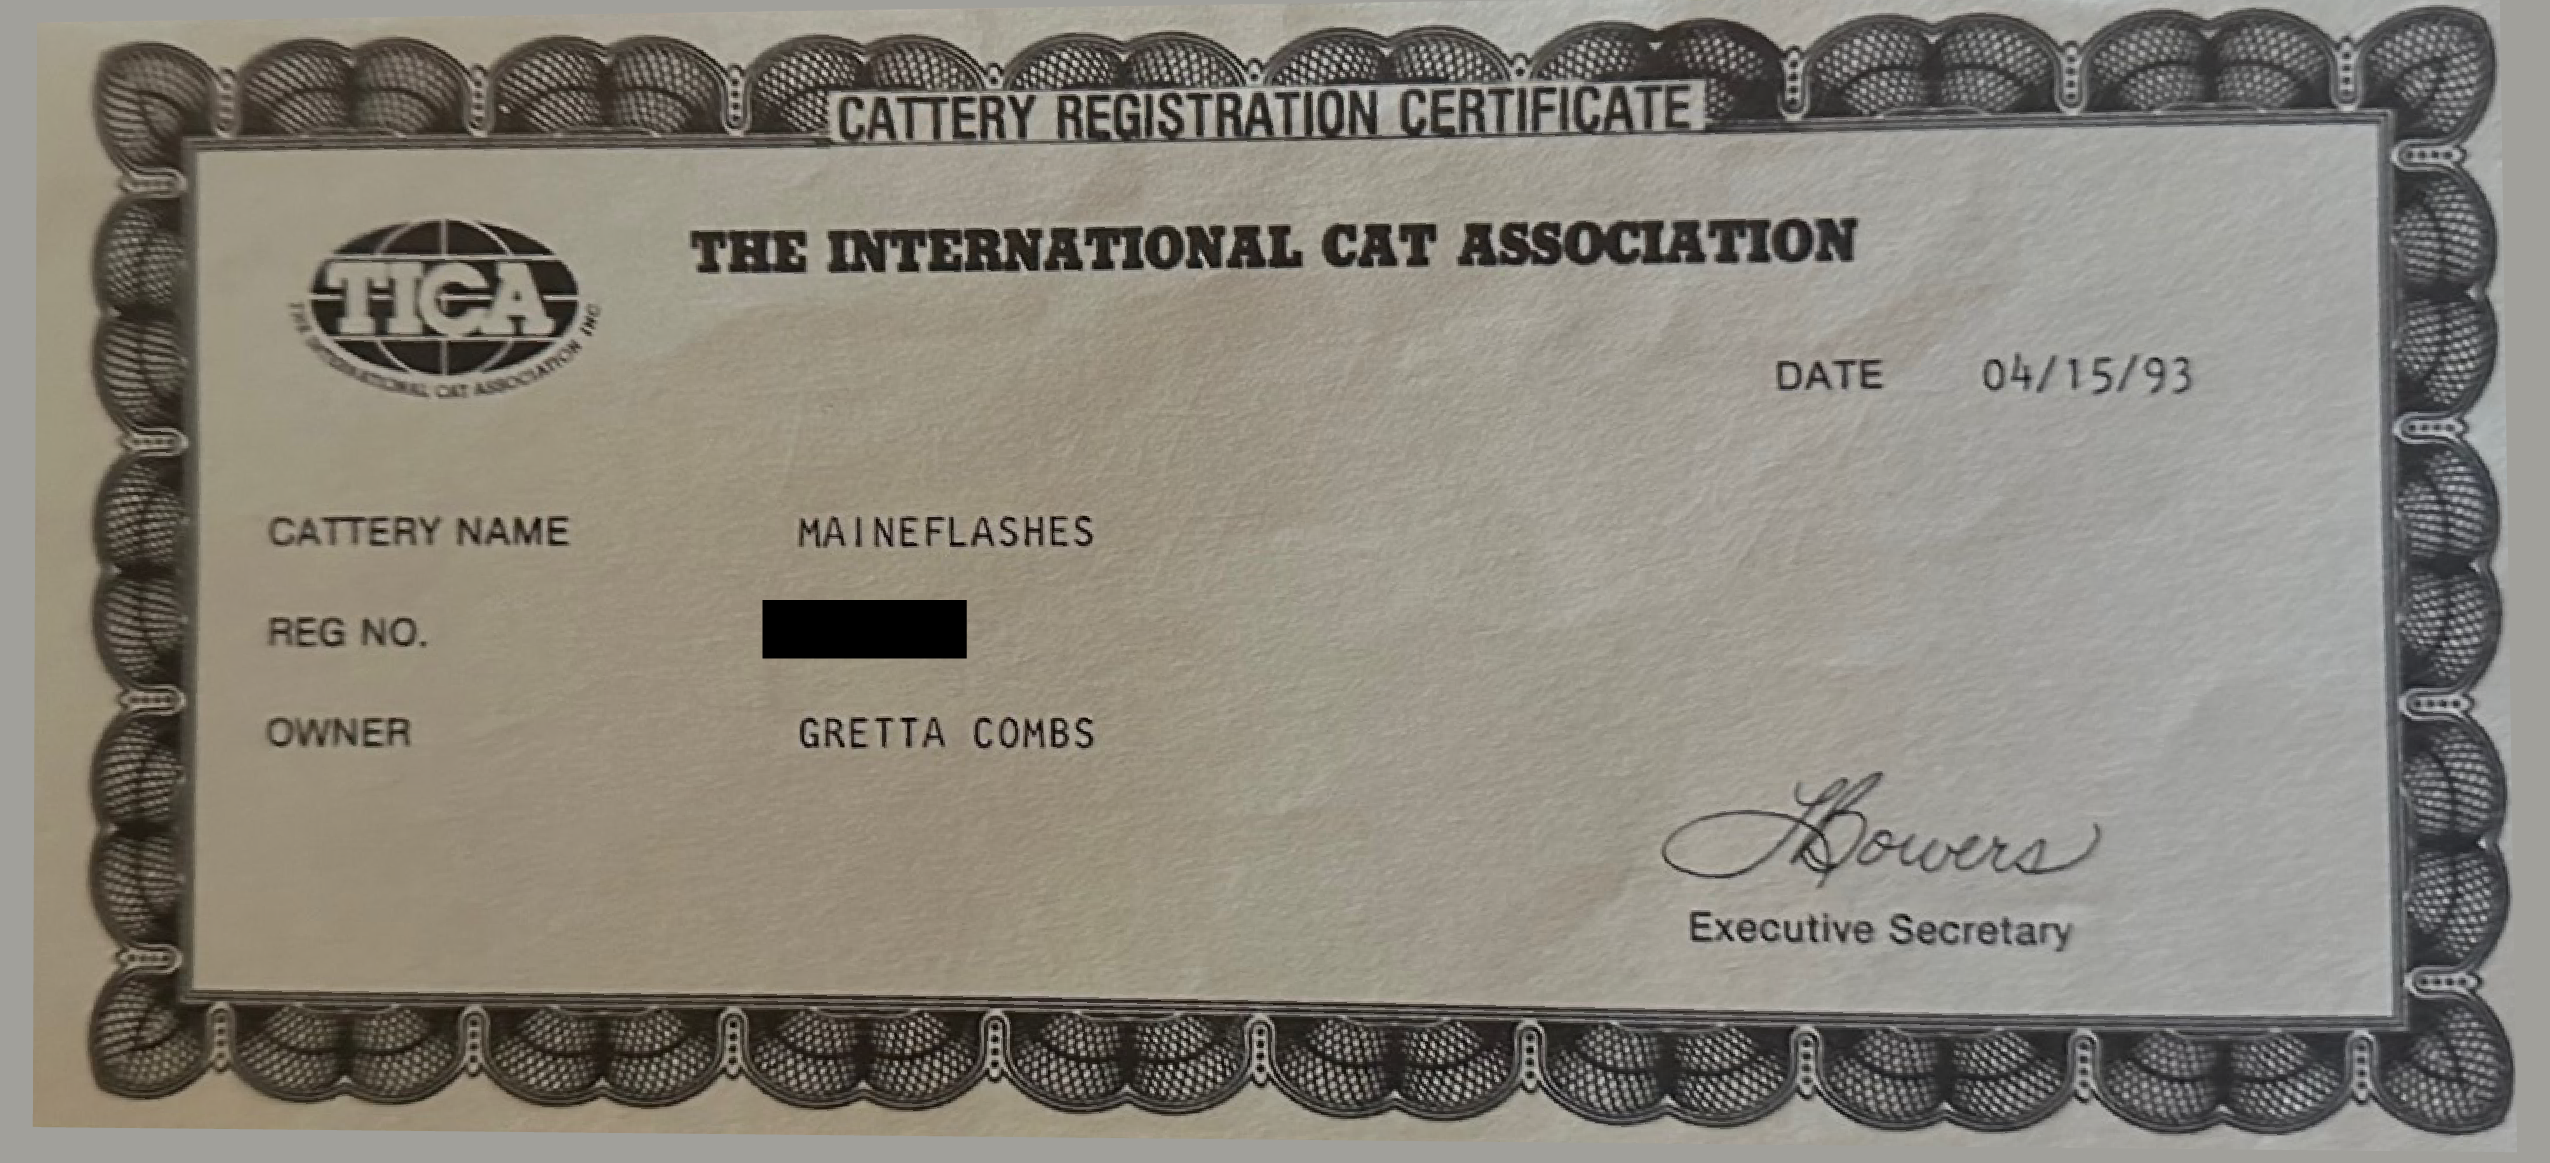 CATTERY REGISTRATION CERTIFICATE
THE INTERNATIONAL CAT ASSOCIATION
TICA
THE INTERNATIONAL CAT ASSOCIATION INC
DATE 04/15/93
CATTERY NAME MAINEFLASHES
REG NO.
OWNER GRETTA COMBS
LBowers
Executive Secretary